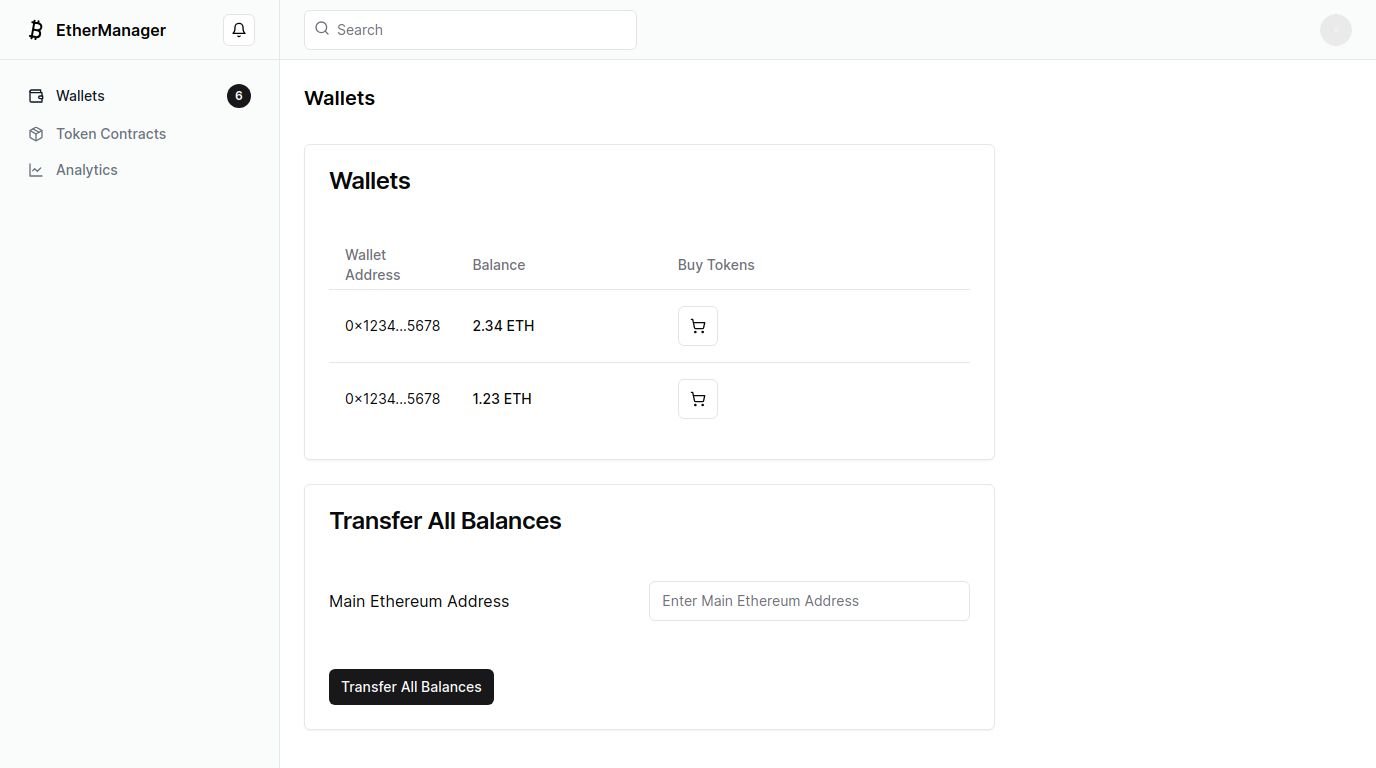 EtherManager
Search
Wallets 6
Token Contracts
Analytics
Wallets
Wallets
Wallet
Address
Balance
Buy Tokens
0×1234...5678 2.34 ETH
0×1234...5678 1.23 ETH
Transfer All Balances
Main Ethereum Address
Enter Main Ethereum Address
Transfer All Balances